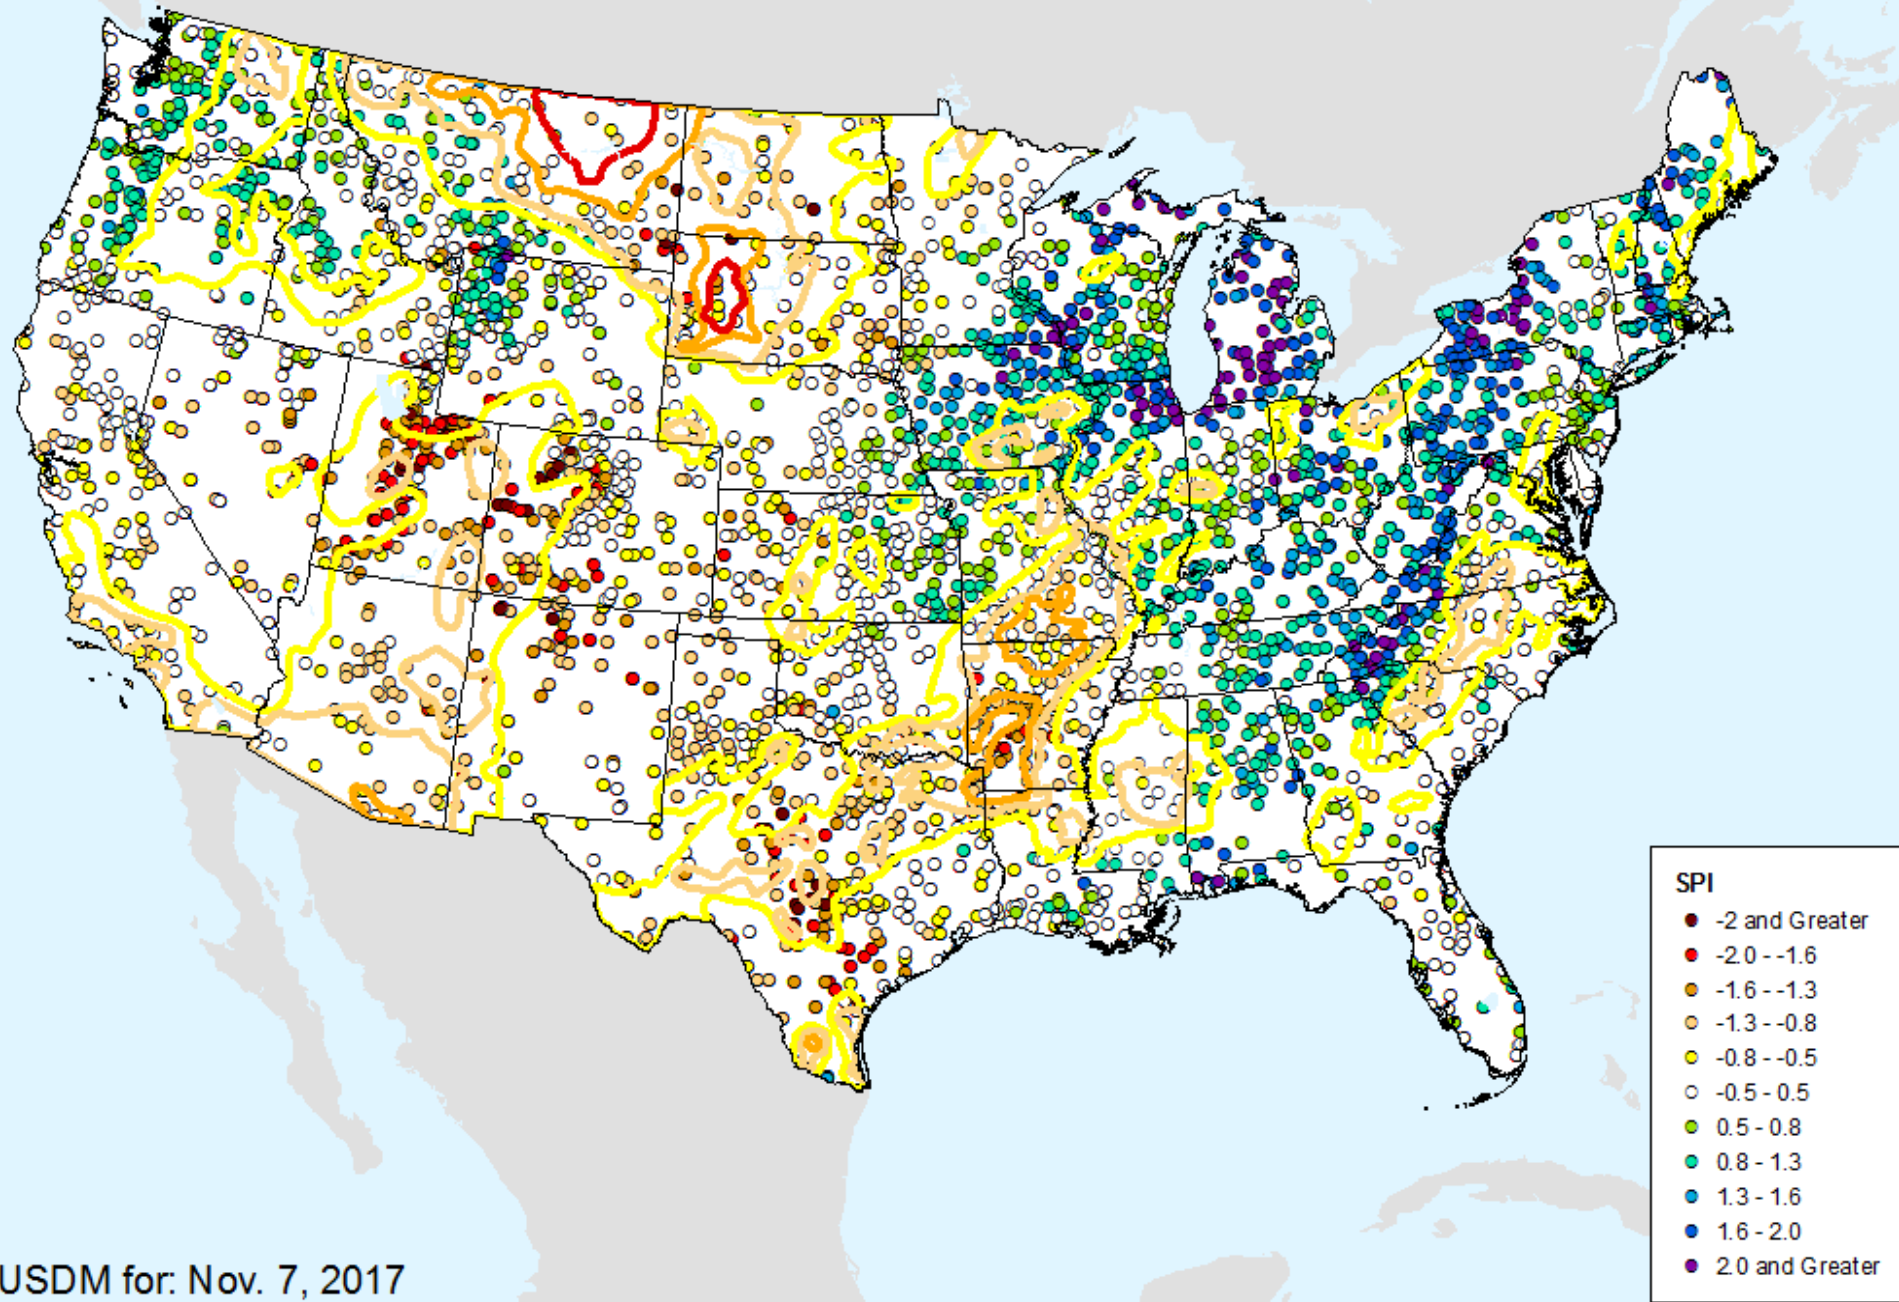 SPI
-2 and Greater
-2.0 - -1.6
-1.6 - -1.3
-1.3 - -0.8
-0.8 - -0.5
-0.5 - 0.5
0.5 - 0.8
0.8 - 1.3
1.3 - 1.6
1.6 - 2.0
2.0 and Greater
USDM for: Nov. 7, 2017